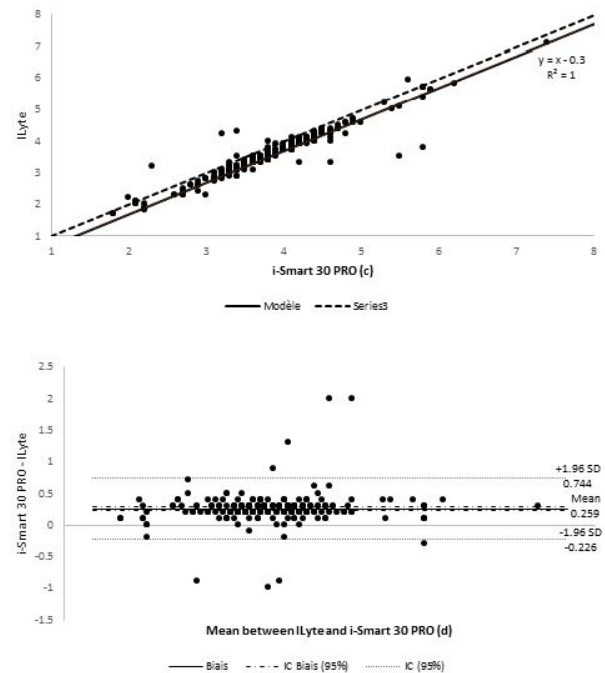 8
7
6
5
4
3
2
1
ILyte
y = x - 0.3
R² = 1
1 2 3 4 5 6 7 8
i-Smart 30 PRO (c)
Modèle Series3
2.5
2
1.5
1
0.5
0
-0.5
-1
-1.5
i-Smart 30 PRO - ILyte
+1.96 SD
0.744
Mean
0.259
-1.96 SD
-0.226
Mean between ILyte and i-Smart 30 PRO (d)
Biais IC Biais (95%) IC (95%)